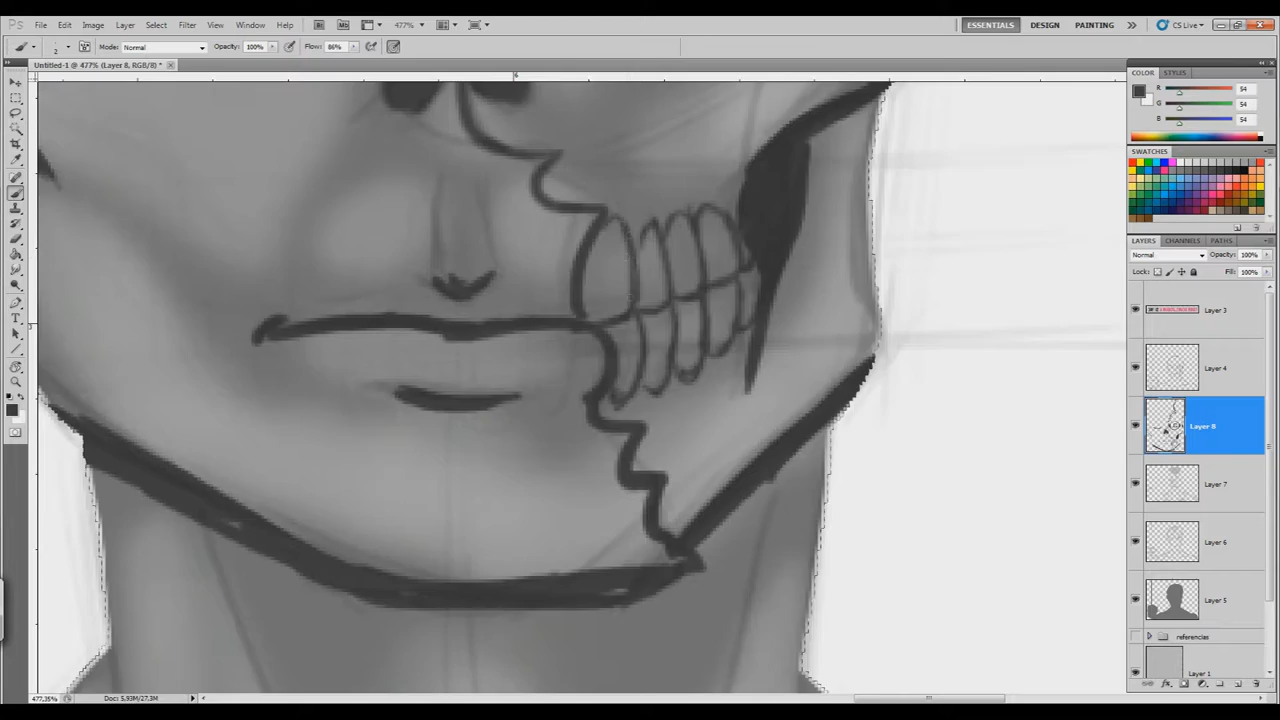 Ps File Edit Image Layer Select Filter View Window Help Br Mb 477% ESSENTIALS DESIGN PAINTING CS Live
2 Mode: Normal Opacity: 100% Flow: 86%
Untitled-1 @ 477% (Layer 8, RGB/8) *
COLOR STYLES
R 54
G 54
B 54
SWATCHES
LAYERS CHANNELS PATHS
Normal Opacity: 100%
Lock: Fill: 100%
Layer 3
Layer 4
Layer 8
Layer 7
Layer 6
Layer 5
referencias
Layer 1
477,35% Doc: 5,93M/27,3M